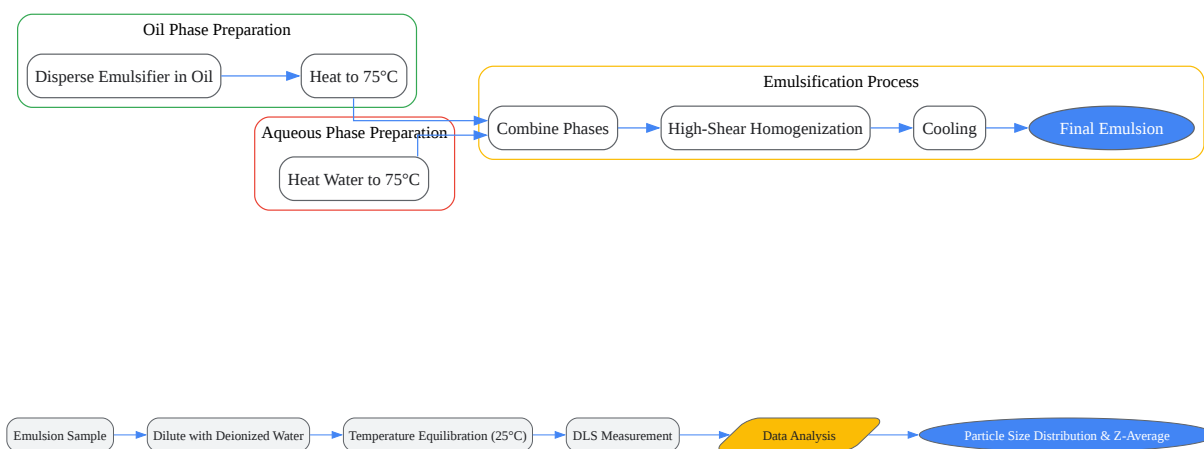 Oil Phase Preparation
Disperse Emulsifier in Oil
Heat to 75°C
Aqueous Phase Preparation
Heat Water to 75°C
Emulsification Process
Combine Phases
High-Shear Homogenization
Cooling
Final Emulsion
Emulsion Sample
Dilute with Deionized Water
Temperature Equilibration (25°C)
DLS Measurement
Data Analysis
Particle Size Distribution & Z-Average